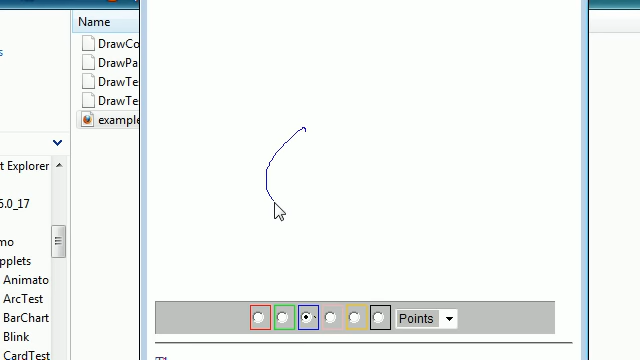 Name
DrawCo
DrawPa
DrawTe
DrawTe
example
t Explorer
6.0_17
mo
pplets
Animato
ArcTest
BarChart
Blink
CardTest
Points